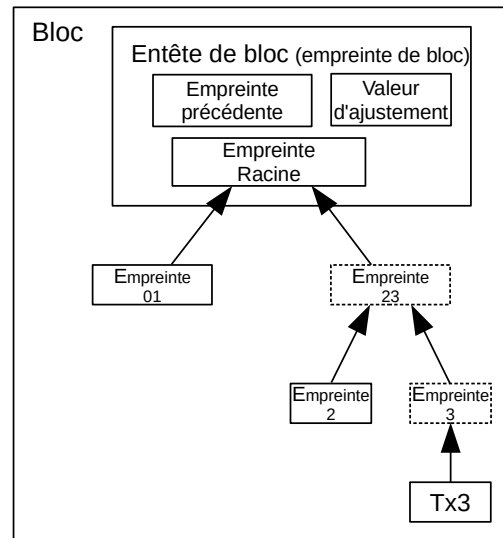 Bloc
Entête de bloc (empreinte de bloc)
Empreinte
précédente
Valeur
d'ajustement
Empreinte
Racine
Empreinte
01
Empreinte
23
Empreinte
2
Empreinte
3
Tx3